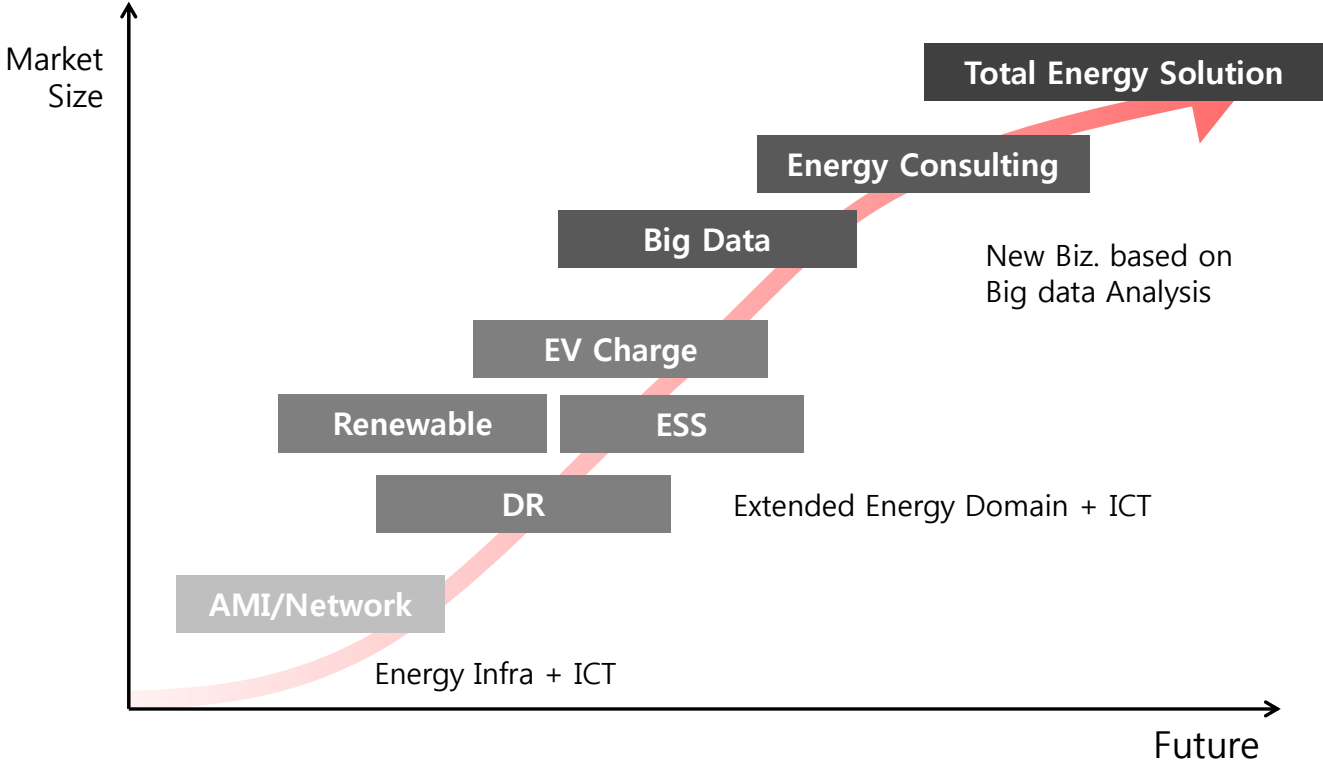 Market
Size
Total Energy Solution
Energy Consulting
Big Data
New Biz. based on
Big data Analysis
EV Charge
Renewable
ESS
DR
Extended Energy Domain + ICT
AMI/Network
Energy Infra + ICT
Future